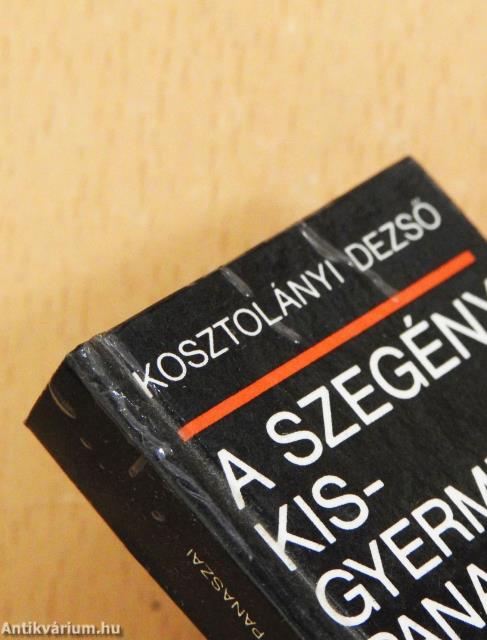 KOSZTOLÁNYI DEZSŐ
A SZEGÉNY
KIS-
GYERM
PANA
PANASZAI
Antikvárium.hu